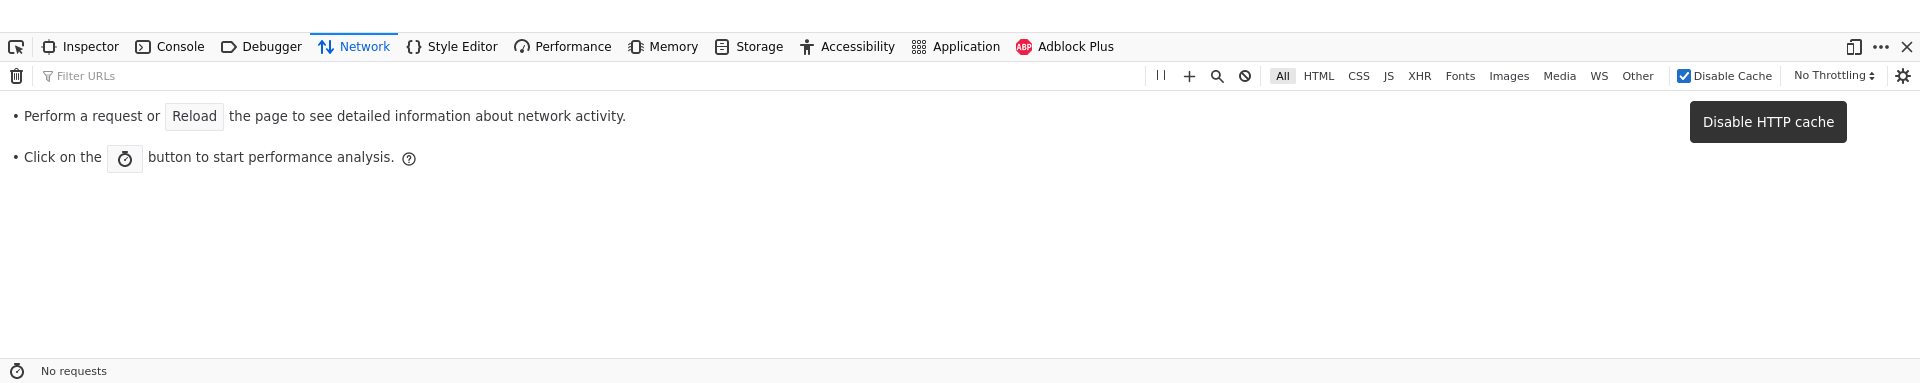 Inspector Console Debugger Network Style Editor Performance Memory Storage Accessibility Application ABP Adblock Plus
Filter URLs All HTML CSS JS XHR Fonts Images Media WS Other Disable Cache No Throttling
• Perform a request or Reload the page to see detailed information about network activity.
Disable HTTP cache
• Click on the button to start performance analysis. ?
No requests